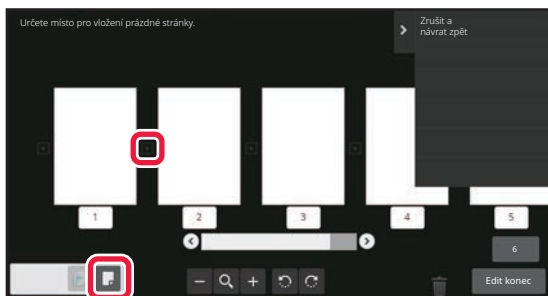 Určete místo pro vložení prázdné stránky.
Zrušit a
návrat zpět
1
2
3
4
5
6
Edit konec